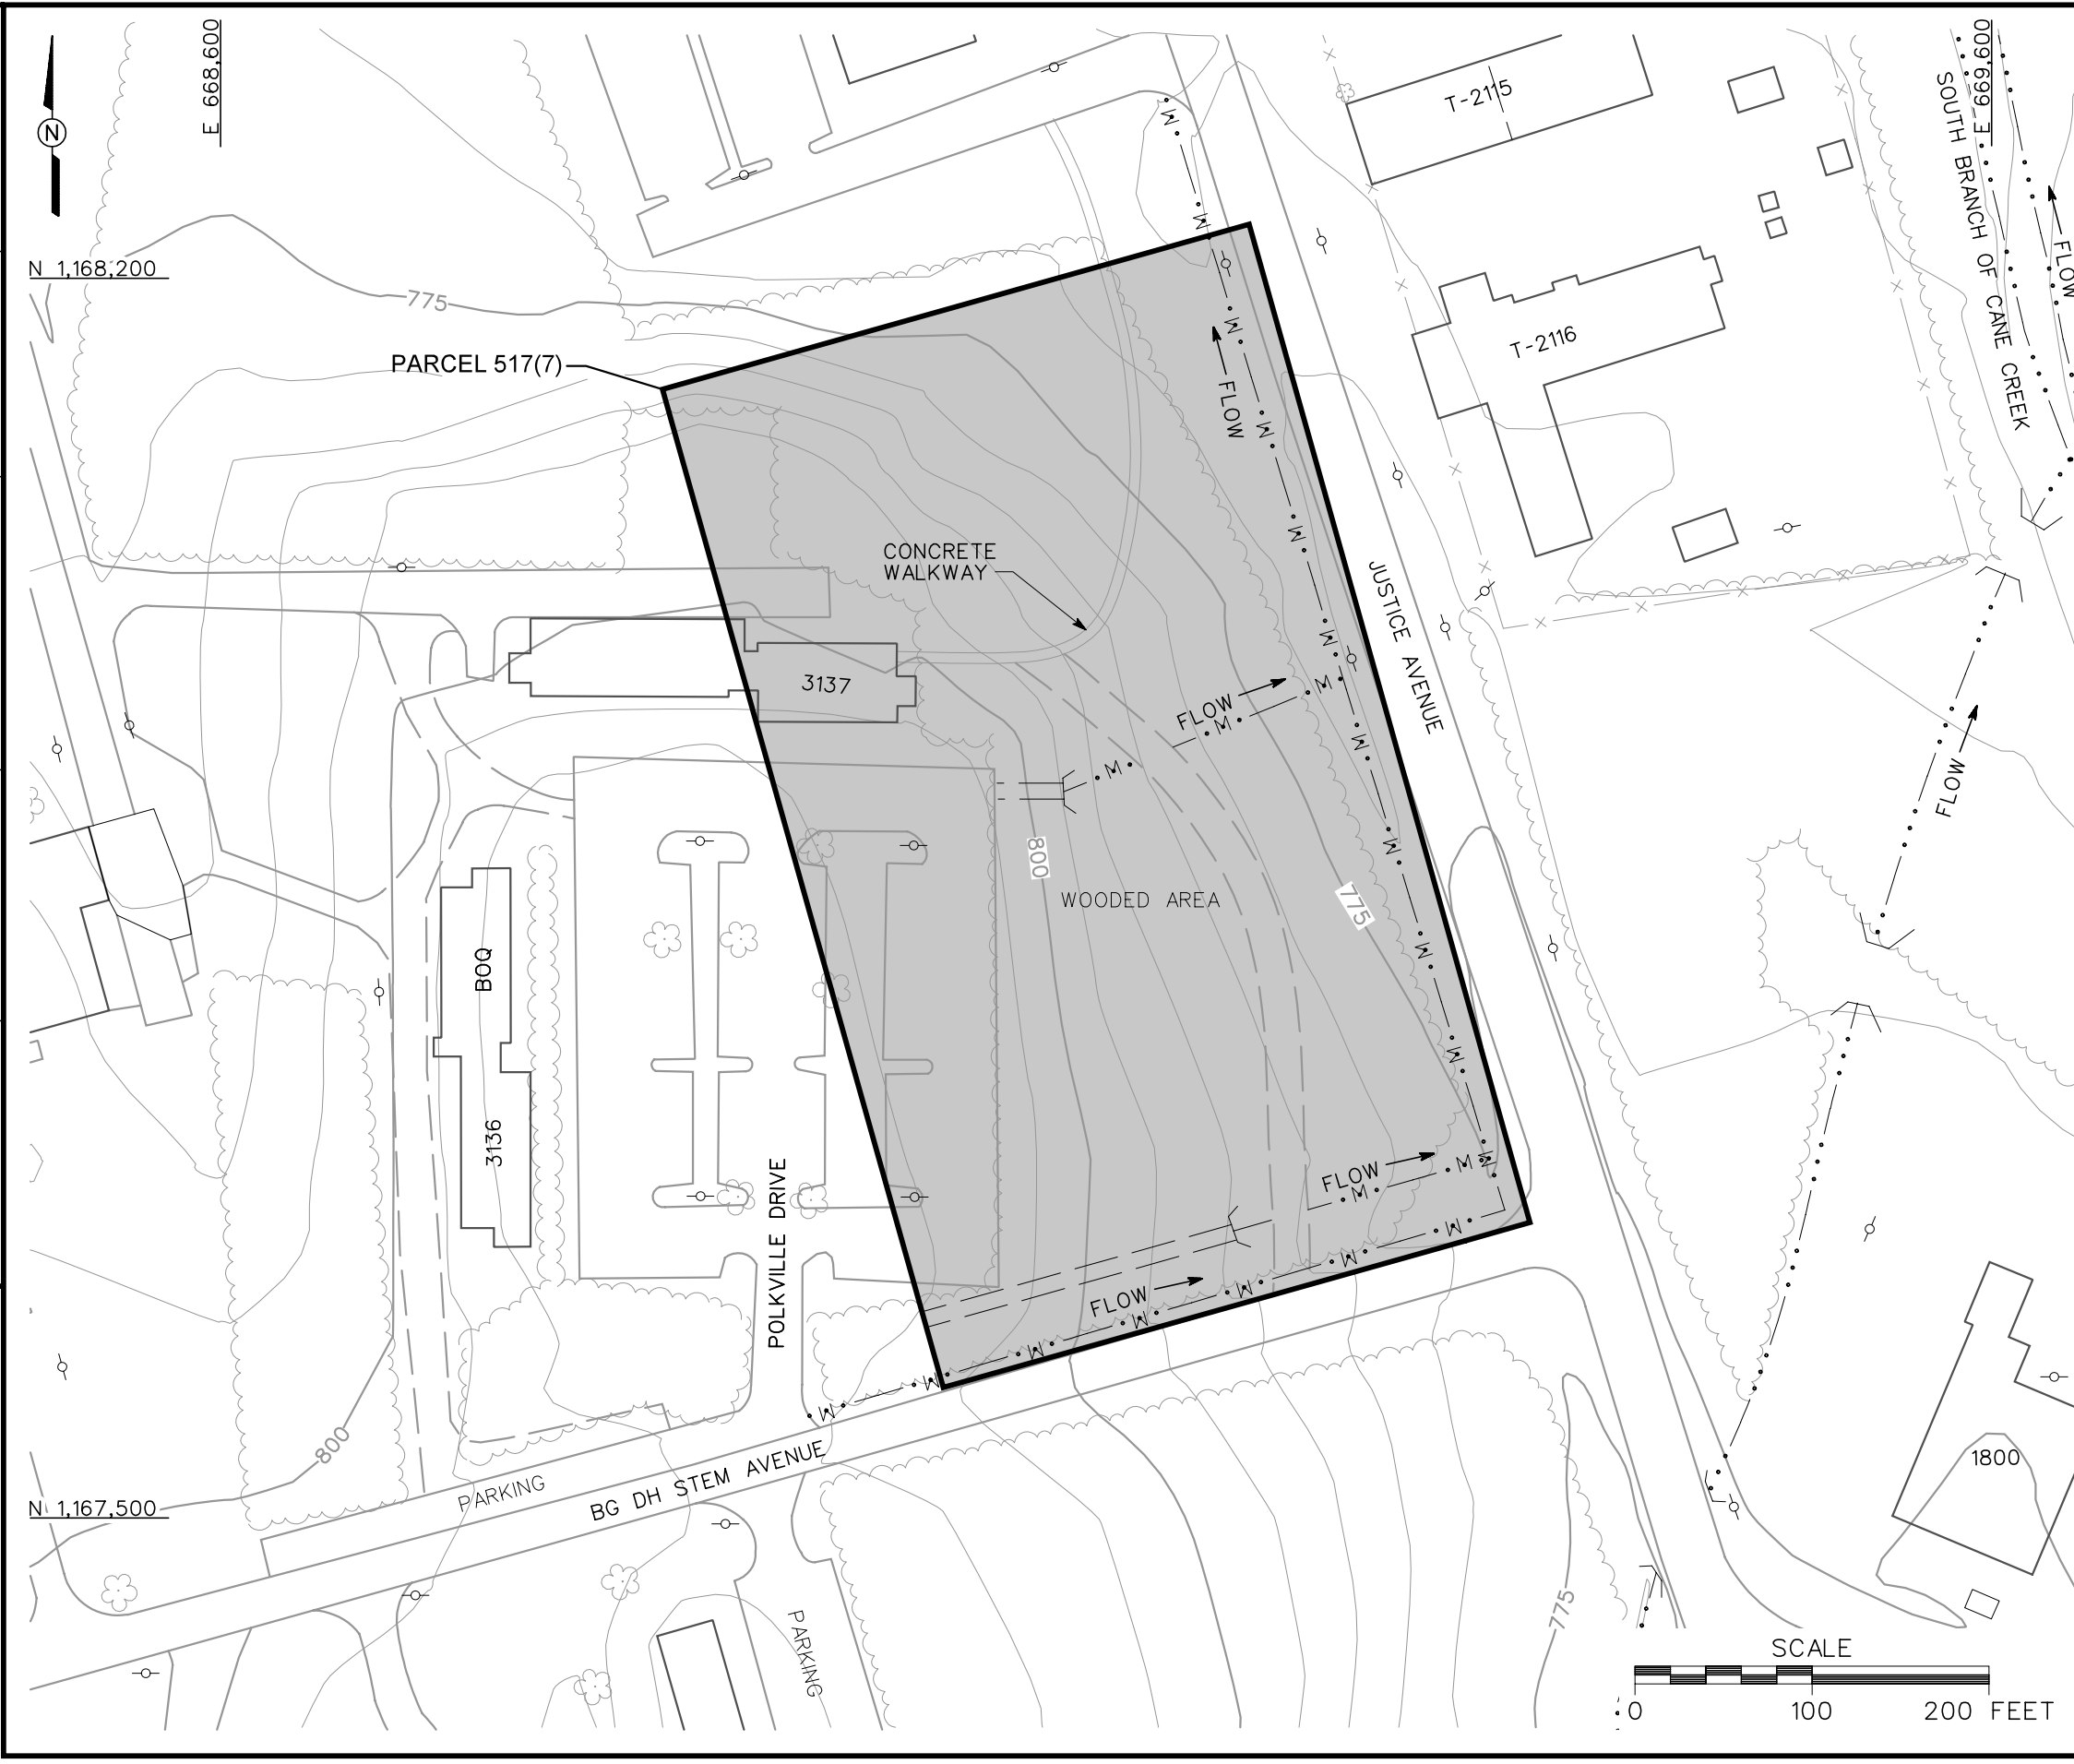 E 668,600
N
N 1,168,200
775
PARCEL 517(7)
T-2115
T-2116
SOUTH BRANCH OF CANE CREEK
E 669,600
FLOW
FLOW
CONCRETE
WALKWAY
JUSTICE AVENUE
3137
FLOW
FLOW
800
WOODED AREA
775
BOQ
3136
POLKVILLE DRIVE
FLOW
FLOW
800
N 1,167,500
PARKING
BG DH STEM AVENUE
PARKING
775
1800
SCALE
0 100 200 FEET